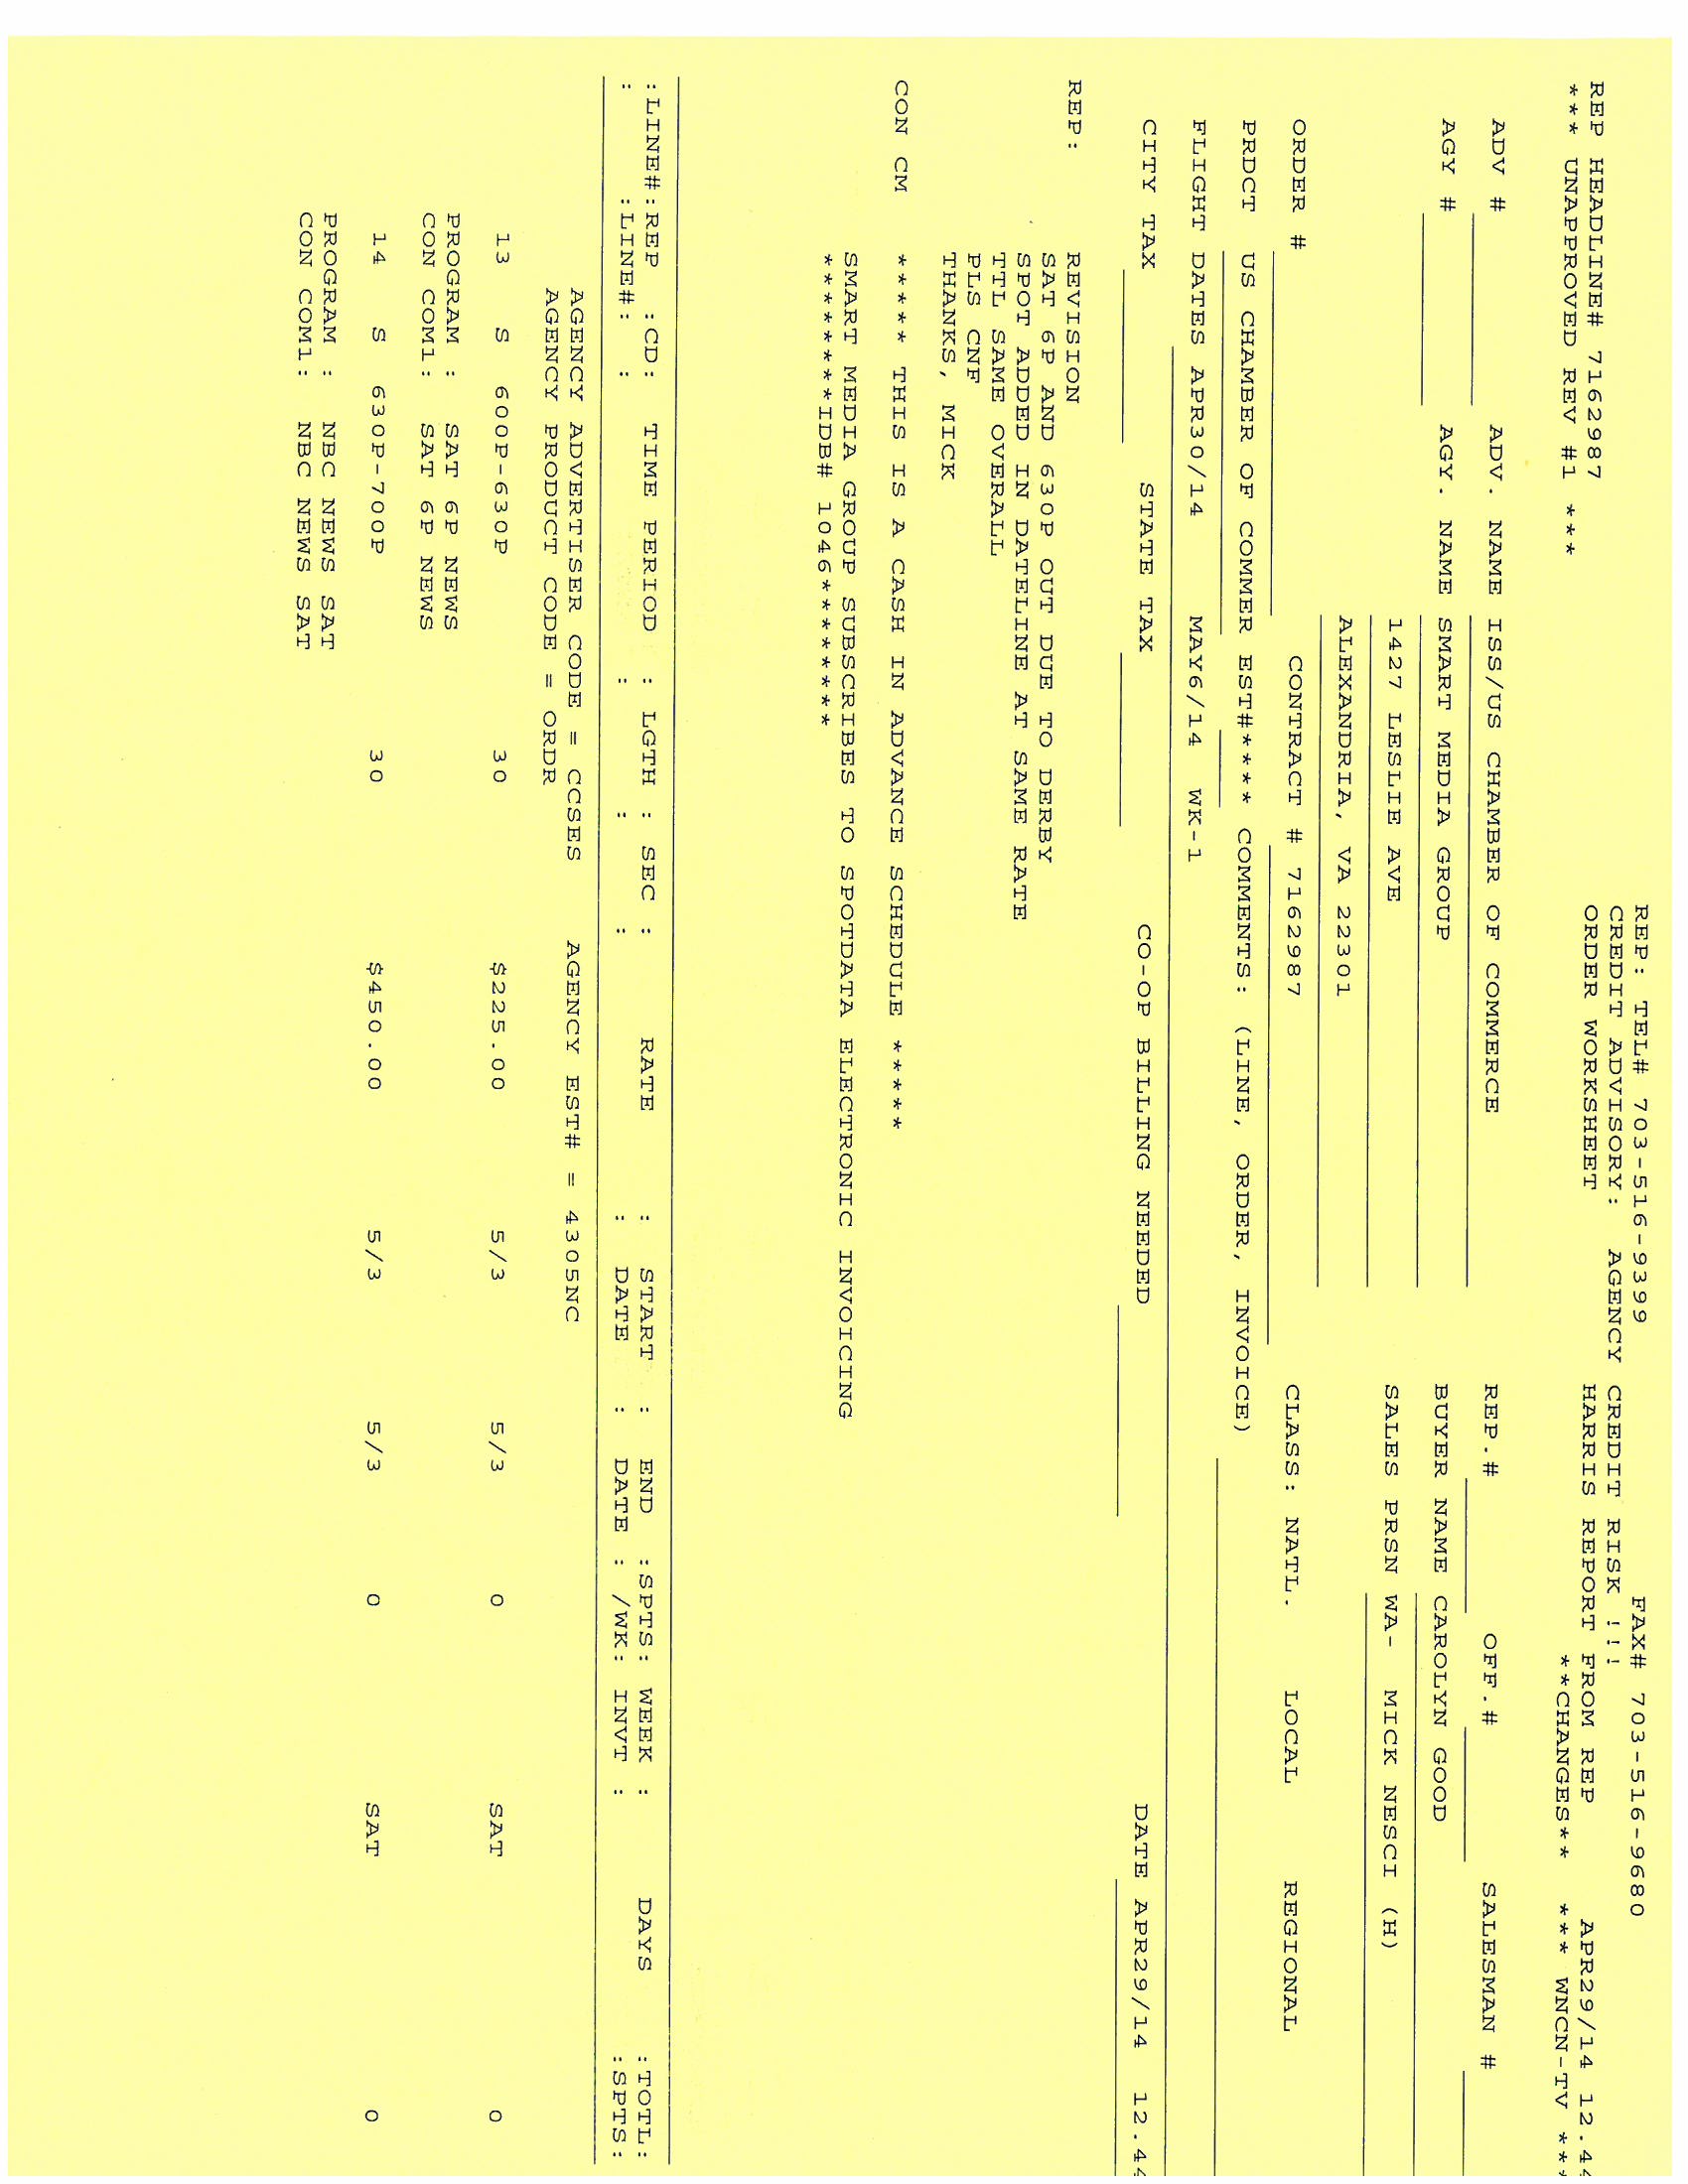 REP: TEL# 703-516-9399 FAX# 703-516-9680
CREDIT ADVISORY: AGENCY CREDIT RISK !!!
REP HEADLINE# 7162987 ORDER WORKSHEET HARRIS REPORT FROM REP APR29/14 12.44
*** UNAPPROVED REV #1 *** **CHANGES** *** WNCN-TV ***
ADV # ADV. NAME ISS/US CHAMBER OF COMMERCE REP.# OFF.# SALESMAN #
AGY # AGY. NAME SMART MEDIA GROUP BUYER NAME CAROLYN GOOD
1427 LESLIE AVE SALES PRSN WA- MICK NESCI (H)
ALEXANDRIA, VA 22301
ORDER # CONTRACT # 7162987 CLASS: NATL. LOCAL REGIONAL
PRDCT US CHAMBER OF COMMER EST#**** COMMENTS: (LINE, ORDER, INVOICE)
FLIGHT DATES APR30/14 MAY6/14 WK-1
CITY TAX STATE TAX CO-OP BILLING NEEDED DATE APR29/14 12.44
REP: REVISION
SAT 6P AND 630P OUT DUE TO DERBY
SPOT ADDED IN DATELINE AT SAME RATE
TTL SAME OVERALL
PLS CNF
THANKS, MICK
CON CM ***** THIS IS A CASH IN ADVANCE SCHEDULE *****
SMART MEDIA GROUP SUBSCRIBES TO SPOTDATA ELECTRONIC INVOICING
*********IDB# 1046*********
:LINE#:REP :CD: TIME PERIOD : LGTH : SEC : RATE : START : END :SPTS: WEEK : DAYS :TOTL:
: :LINE#: : : : : : DATE : DATE : /WK: INVT : :SPTS:
AGENCY ADVERTISER CODE = CCSES AGENCY EST# = 4305NC
AGENCY PRODUCT CODE = ORDR
13 S 600P-630P 30 $225.00 5/3 5/3 0 SAT 0
PROGRAM : SAT 6P NEWS
CON COM1: SAT 6P NEWS
14 S 630P-700P 30 $450.00 5/3 5/3 0 SAT 0
PROGRAM : NBC NEWS SAT
CON COM1: NBC NEWS SAT